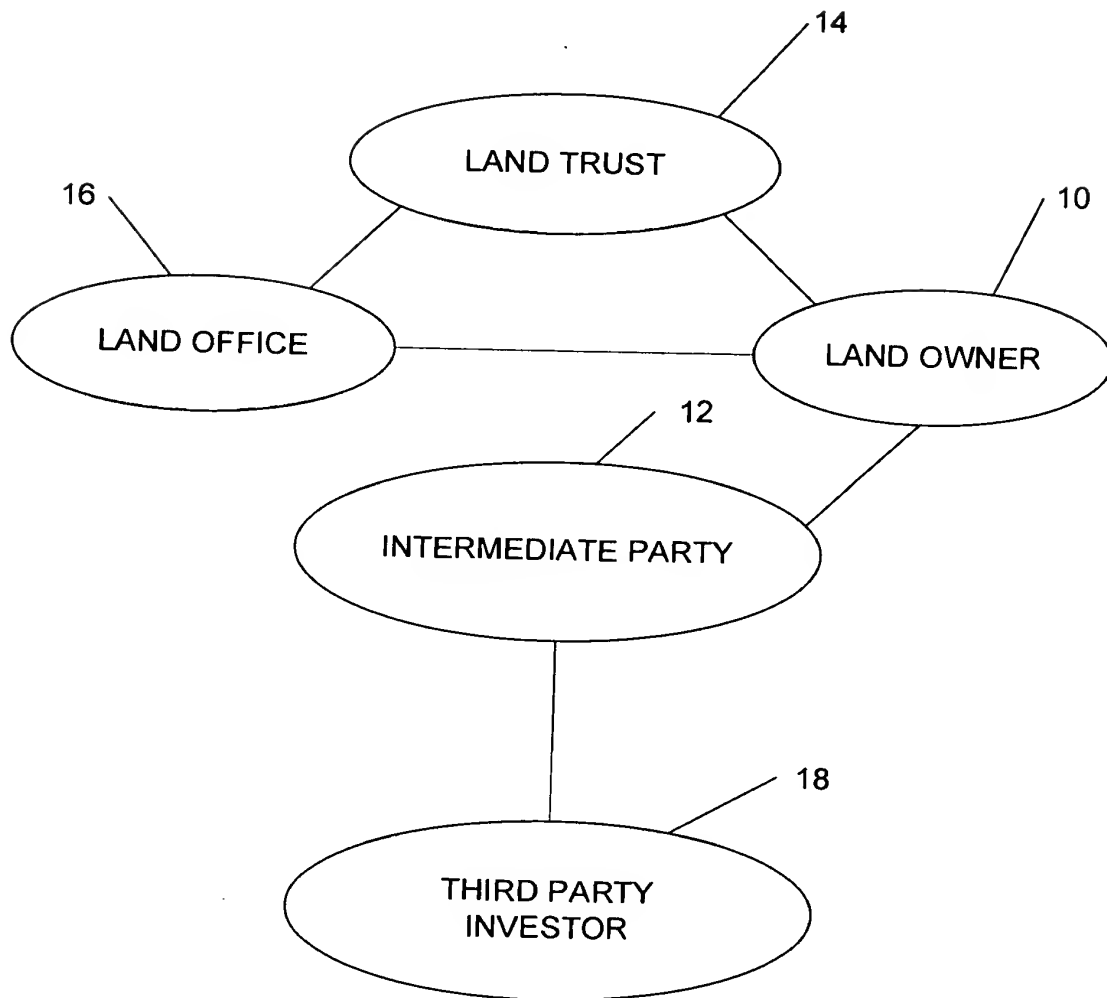 14
LAND TRUST
16
10
LAND OFFICE
LAND OWNER
12
INTERMEDIATE PARTY
18
THIRD PARTY
INVESTOR